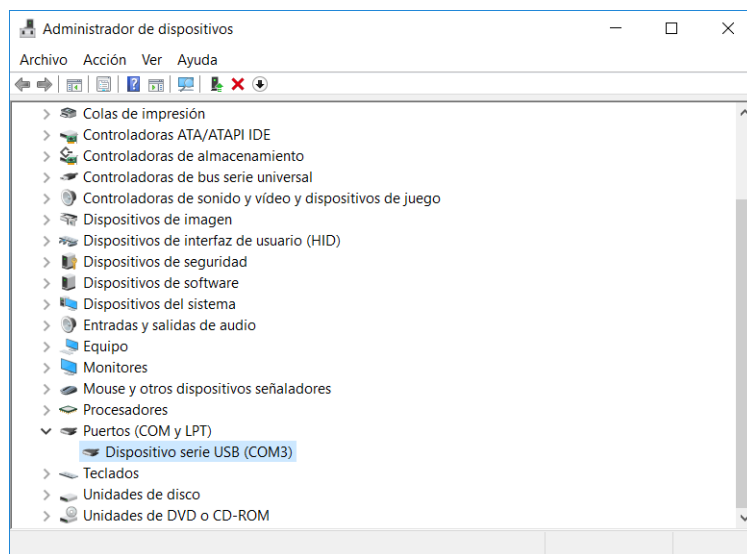 Administrador de dispositivos
Archivo Acción Ver Ayuda
Colas de impresión
Controladoras ATA/ATAPI IDE
Controladoras de almacenamiento
Controladoras de bus serie universal
Controladoras de sonido y vídeo y dispositivos de juego
Dispositivos de imagen
Dispositivos de interfaz de usuario (HID)
Dispositivos de seguridad
Dispositivos de software
Dispositivos del sistema
Entradas y salidas de audio
Equipo
Monitores
Mouse y otros dispositivos señaladores
Procesadores
Puertos (COM y LPT)
Dispositivo serie USB (COM3)
Teclados
Unidades de disco
Unidades de DVD o CD-ROM